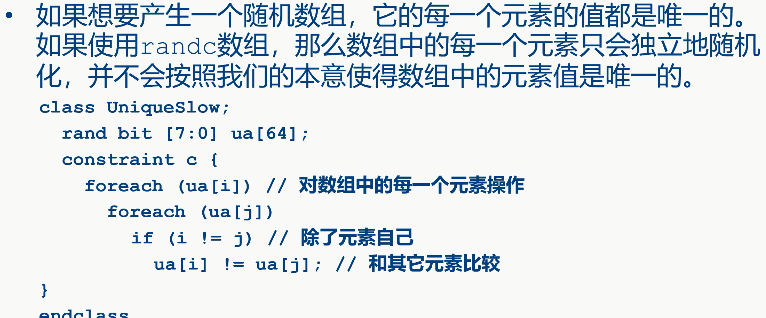 • 如果想要产生一个随机数组，它的每一个元素的值都是唯一的。
如果使用randc数组，那么数组中的每一个元素只会独立地随机
化，并不会按照我们的本意使得数组中的元素值是唯一的。
class UniqueSlow;
rand bit [7:0] ua[64];
constraint c {
foreach (ua[i]) // 对数组中的每一个元素操作
foreach (ua[j])
if (i != j) // 除了元素自己
ua[i] != ua[j]; // 和其它元素比较
}
endclass